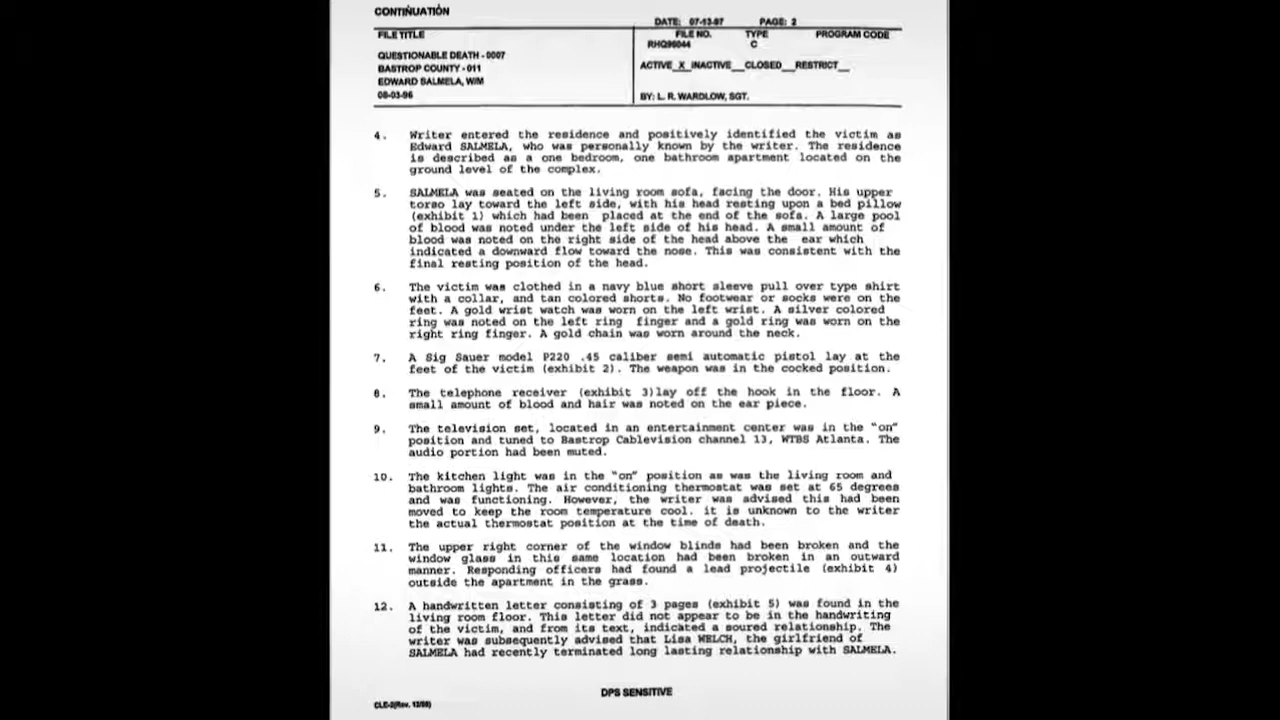 CONTINUATIÓN
DATE: 07-13-97 PAGE: 2
FILE TITLE
FILE NO. TYPE PROGRAM CODE
RHQ96044 C
QUESTIONABLE DEATH - 0007
BASTROP COUNTY - 011
EDWARD SALMELA, W/M
08-03-96
ACTIVE_X_INACTIVE__CLOSED__RESTRICT__
BY: L. R. WARDLOW, SGT.
4. Writer entered the residence and positively identified the victim as
Edward SALMELA, who was personally known by the writer. The residence
is described as a one bedroom, one bathroom apartment located on the
ground level of the complex.
5. SALMELA was seated on the living room sofa, facing the door. His upper
torso lay toward the left side, with his head resting upon a bed pillow
(exhibit 1) which had been placed at the end of the sofa. A large pool
of blood was noted under the left side of his head. A small amount of
blood was noted on the right side of the head above the ear which
indicated a downward flow toward the nose. This was consistent with the
final resting position of the head.
6. The victim was clothed in a navy blue short sleeve pull over type shirt
with a collar, and tan colored shorts. No footwear or socks were on the
feet. A gold wrist watch was worn on the left wrist. A silver colored
ring was noted on the left ring finger and a gold ring was worn on the
right ring finger. A gold chain was worn around the neck.
7. A Sig Sauer model P220 .45 caliber semi automatic pistol lay at the
feet of the victim (exhibit 2). The weapon was in the cocked position.
8. The telephone receiver (exhibit 3)lay off the hook in the floor. A
small amount of blood and hair was noted on the ear piece.
9. The television set, located in an entertainment center was in the "on"
position and tuned to Bastrop Cablevision channel 13, WTBS Atlanta. The
audio portion had been muted.
10. The kitchen light was in the "on" position as was the living room and
bathroom lights. The air conditioning thermostat was set at 65 degrees
and was functioning. However, the writer was advised this had been
moved to keep the room temperature cool. it is unknown to the writer
the actual thermostat position at the time of death.
11. The upper right corner of the window blinds had been broken and the
window glass in this same location had been broken in an outward
manner. Responding officers had found a lead projectile (exhibit 4)
outside the apartment in the grass.
12. A handwritten letter consisting of 3 pages (exhibit 5) was found in the
living room floor. This letter did not appear to be in the handwriting
of the victim, and from its text, indicated a soured relationship. The
writer was subsequently advised that Lisa WELCH, the girlfriend of
SALMELA had recently terminated long lasting relationship with SALMELA.
DPS SENSITIVE
CLE-2(Rev. 12/95)